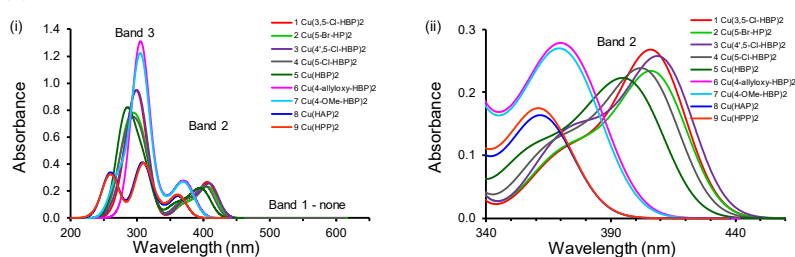 (i)
Band 3
1.4
1.2
1.0
0.8
0.6
0.4
0.2
0.0
Absorbance
200
300
400
500
600
Wavelength (nm)
Band 2
Band 1 - none
1 Cu(3,5-Cl-HBP)2
2 Cu(5-Br-HP)2
3 Cu(4',5-Cl-HBP)2
4 Cu(5-Cl-HBP)2
5 Cu(HBP)2
6 Cu(4-allyloxy-HBP)2
7 Cu(4-OMe-HBP)2
8 Cu(HAP)2
9 Cu(HPP)2
(ii)
0.3
0.2
0.1
0.0
Absorbance
340
390
440
Wavelength (nm)
Band 2
1 Cu(3,5-Cl-HBP)2
2 Cu(5-Br-HBP)2
3 Cu(4',5-Cl-HBP)2
4 Cu(5-Cl-HBP)2
5 Cu(HBP)2
6 Cu(4-allyloxy-HBP)2
7 Cu(4-OMe-HBP)2
8 Cu(HAP)2
9 Cu(HPP)2